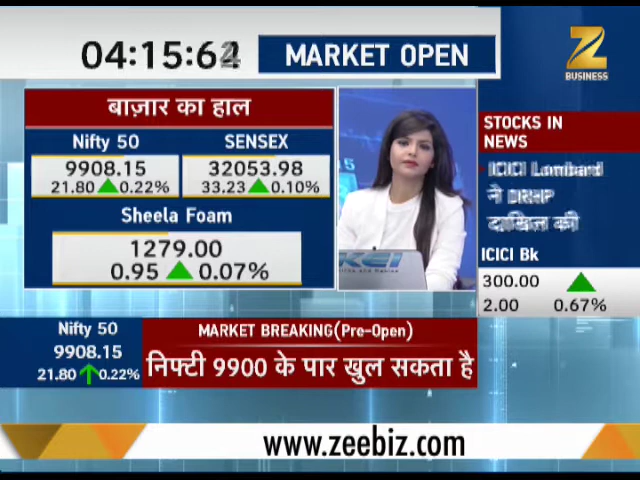 04:15:6
MARKET OPEN
Z
BUSINESS
बाज़ार का हाल
Nifty 50
9908.15
21.80 0.22%
SENSEX
32053.98
33.23 0.10%
Sheela Foam
1279.00
0.95 0.07%
KEI
STOCKS IN
NEWS
ICICI Lombard
ने DRHP
दाखिल की
ICICI Bk
300.00
2.00 0.67%
Nifty 50
9908.15
21.80 0.22%
MARKET BREAKING(Pre-Open)
निफ्टी 9900 के पार खुल सकता है
www.zeebiz.com